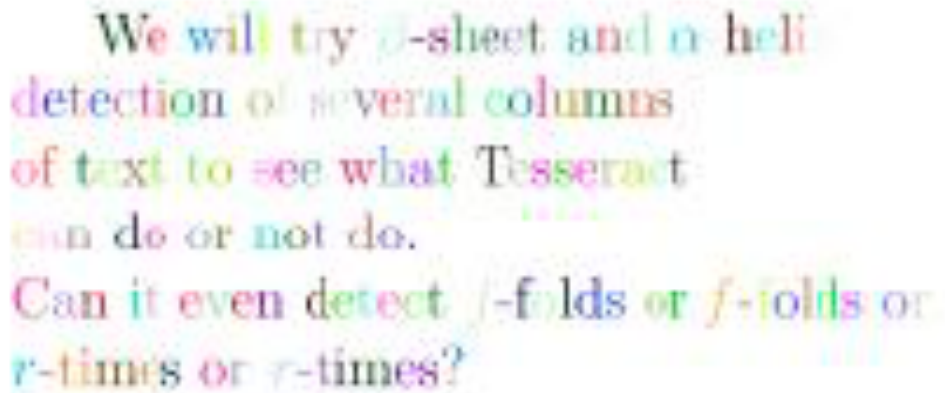 We will try β-sheet and α heli
detection of several columns
of text to see what Tesseract
can do or not do.
Can it even detect f-folds or f-folds or
r-times or r-times?